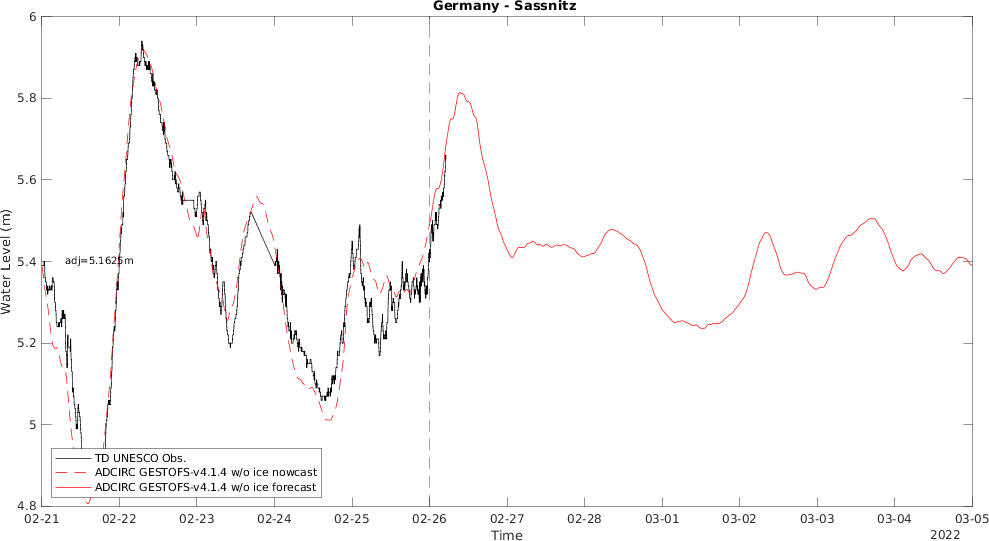 Germany - Sassnitz
6
5.8
5.6
5.4
5.2
5
4.8
Water Level (m)
adj=5.1625m
TD UNESCO Obs.
ADCIRC GESTOFS-v4.1.4 w/o ice nowcast
ADCIRC GESTOFS-v4.1.4 w/o ice forecast
02-21 02-22 02-23 02-24 02-25 02-26 02-27 02-28 03-01 03-02 03-03 03-04 03-05
Time
2022